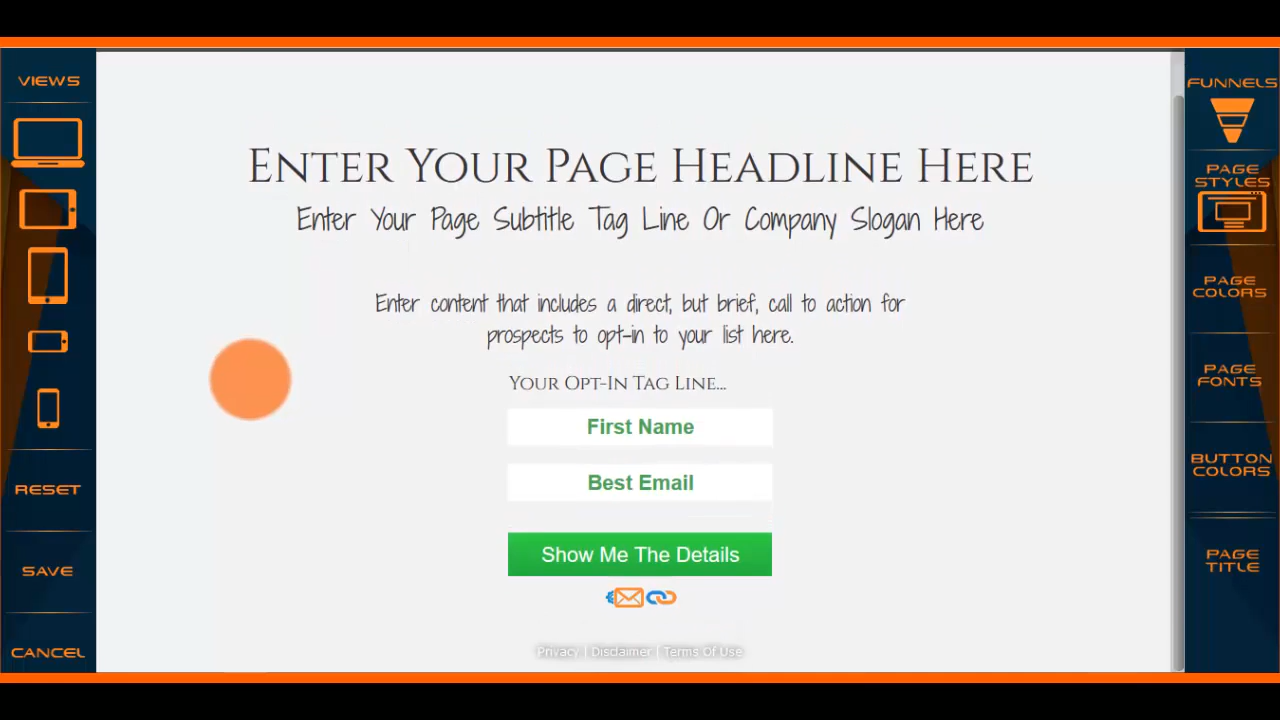 VIEWS
RESET
SAVE
CANCEL
Enter Your Page Headline Here
Enter Your Page Subtitle Tag Line Or Company Slogan Here
Enter content that includes a direct, but brief, call to action for
prospects to opt-in to your list here.
Your Opt-In Tag Line...
First Name
Best Email
Show Me The Details
Privacy | Disclaimer | Terms Of Use
FUNNELS
PAGE
STYLES
PAGE
COLORS
PAGE
FONTS
BUTTON
COLORS
PAGE
TITLE